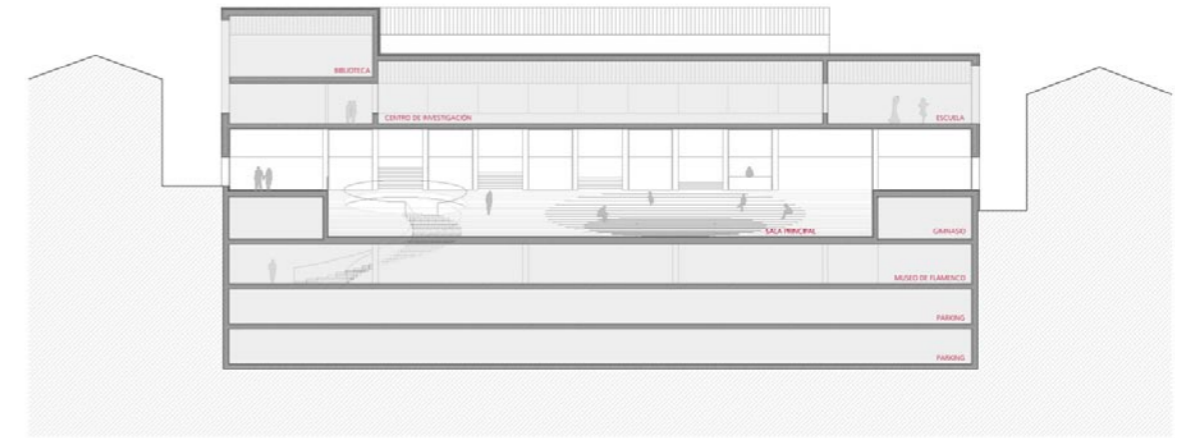 BIBLIOTECA
CENTRO DE INVESTIGACIÓN
ESCUELA
SALA PRINCIPAL
GIMNASIO
MUSEO DE FLAMENCO
PARKING
PARKING